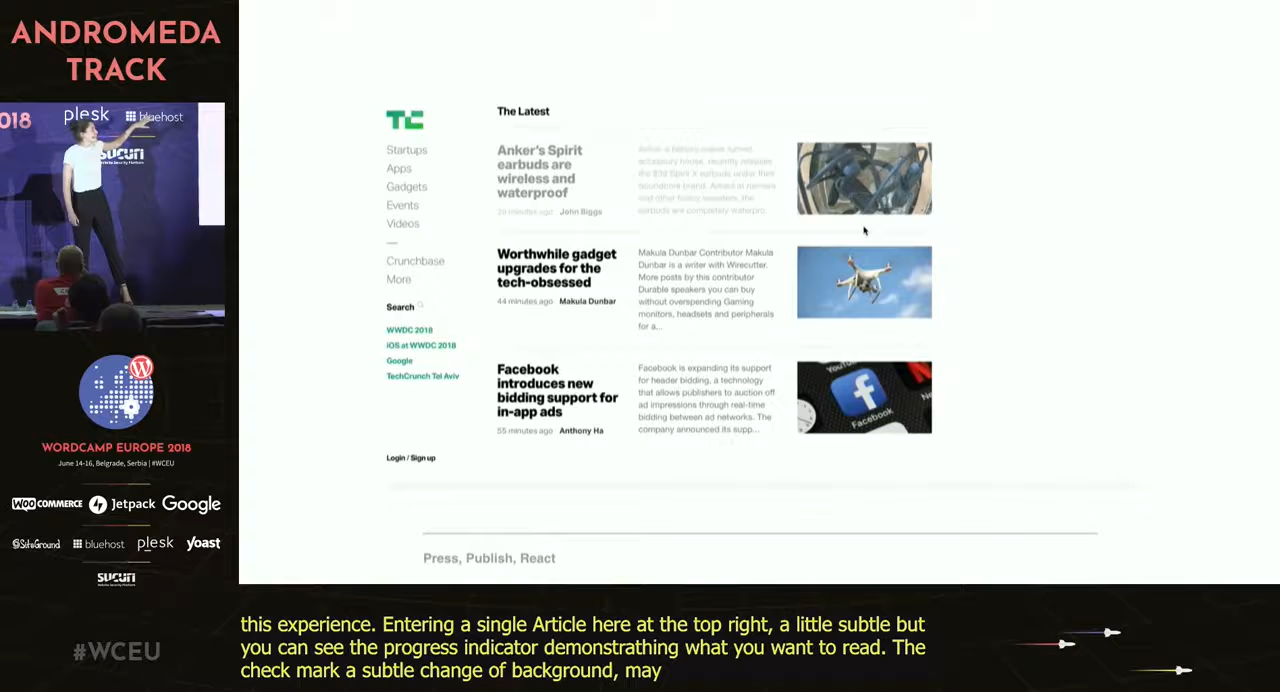 ANDROMEDA
TRACK
018
plesk
bluehost
sucuri
WORDCAMP EUROPE 2018
June 14-16, Belgrade, Serbia | #WCEU
WOO COMMERCE
Jetpack
Google
SiteGround
bluehost
plesk
yoast
sucuri
#WCEU
TC
Startups
Apps
Gadgets
Events
Videos
—
Crunchbase
More
Search
WWDC 2018
iOS at WWDC 2018
Google
TechCrunch Tel Aviv
Login / Sign up
The Latest
Anker's Spirit
earbuds are
wireless and
waterproof
John Biggs
Worthwhile gadget
upgrades for the
tech-obsessed
44 minutes ago Makula Dunbar
Makula Dunbar Contributor Makula
Dunbar is a writer with Wirecutter.
More posts by this contributor
Durable speakers you can buy
without overspending Gaming
monitors, headsets and peripherals
for a...
Facebook
introduces new
bidding support for
in-app ads
55 minutes ago Anthony Ha
Facebook is expanding its support
for header bidding, a technology
that allows publishers to auction off
ad impressions through real-time
bidding between ad networks. The
company announced its supp...
Facebook
Press, Publish, React
this experience. Entering a single Article here at the top right, a little subtle but
you can see the progress indicator demonstrathing what you want to read. The
check mark a subtle change of background, may